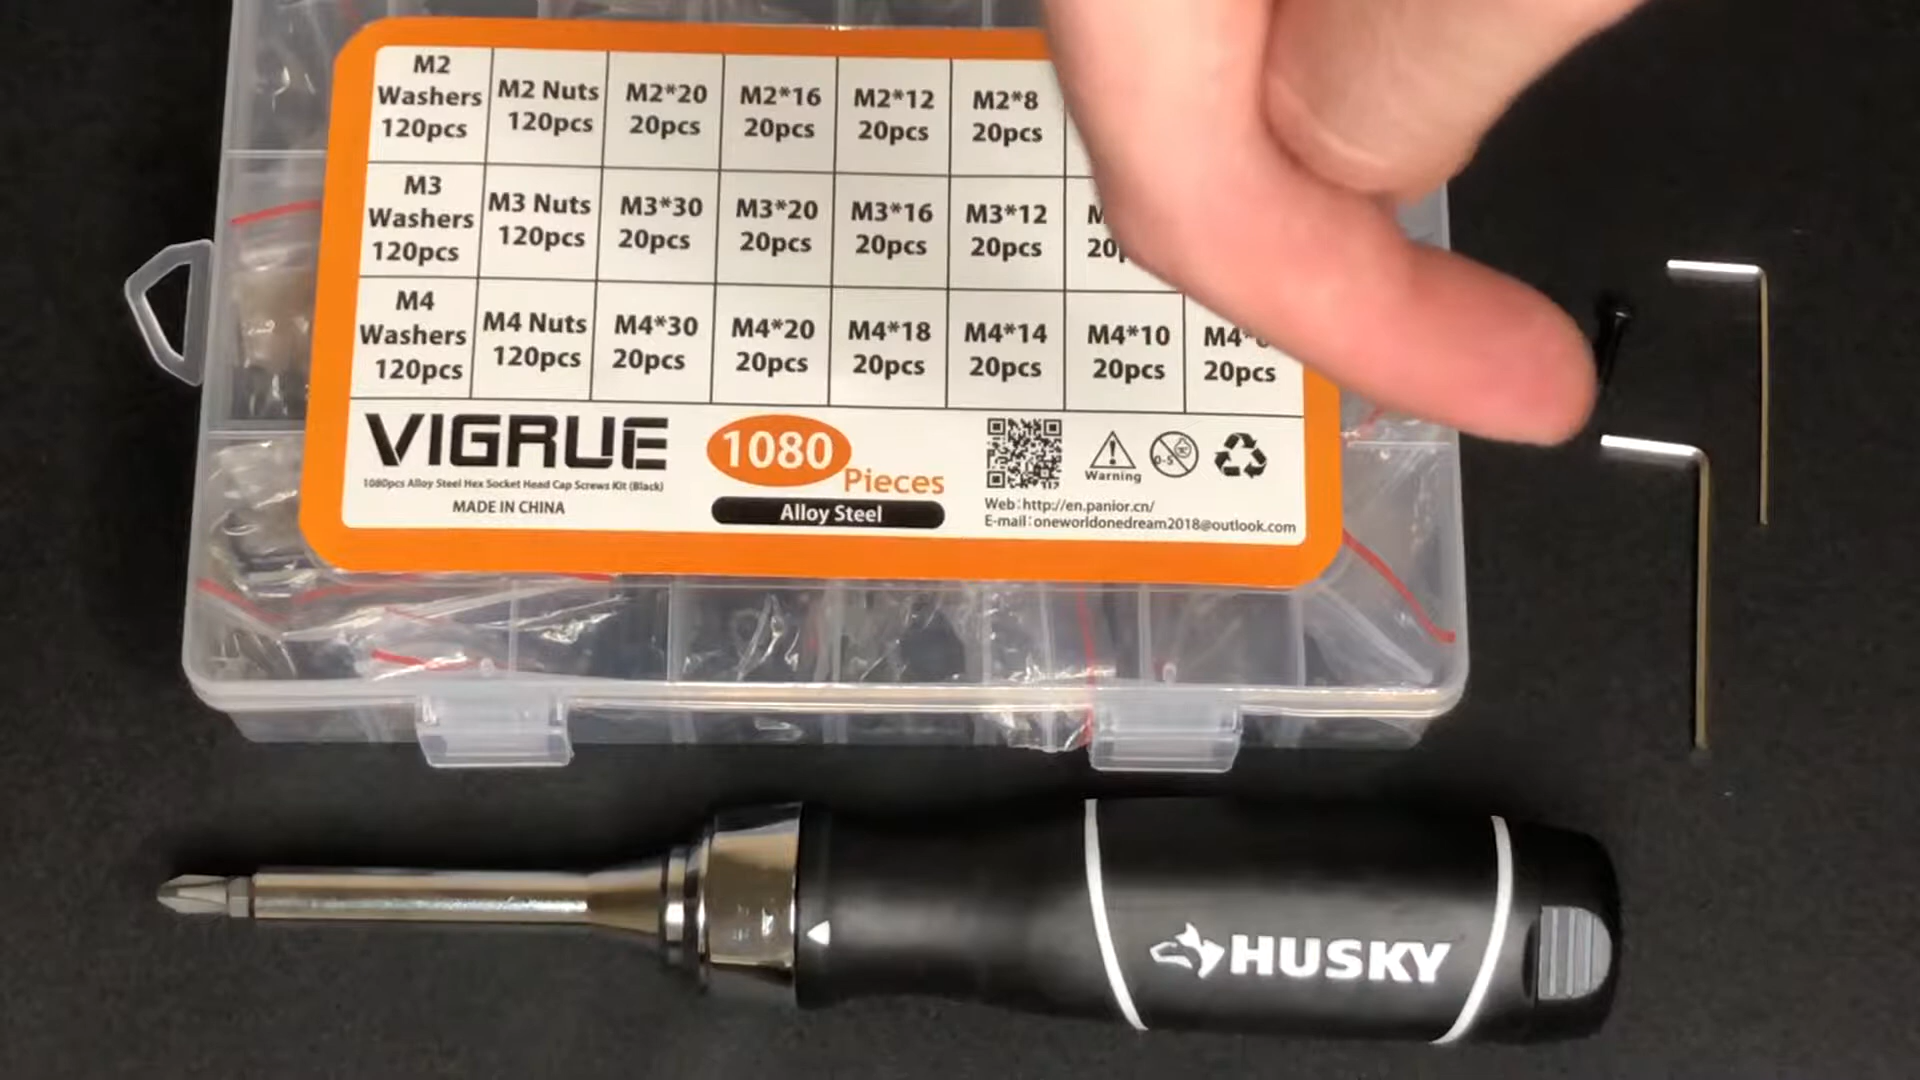 M2
Washers
120pcs
M2 Nuts
120pcs
M2*20
20pcs
M2*16
20pcs
M2*12
20pcs
M2*8
20pcs
M3
Washers
120pcs
M3 Nuts
120pcs
M3*30
20pcs
M3*20
20pcs
M3*16
20pcs
M3*12
20pcs
M4
Washers
120pcs
M4 Nuts
120pcs
M4*30
20pcs
M4*20
20pcs
M4*18
20pcs
M4*14
20pcs
M4*10
20pcs
20pcs
VIGRUE
1080pcs Alloy Steel Hex Socket Head Cap Screws Kit (Black)
MADE IN CHINA
1080
Pieces
Alloy Steel
Warning
0-3
Web:http://en.panior.cn/
E-mail:oneworldonedream2018@outlook.com
HUSKY